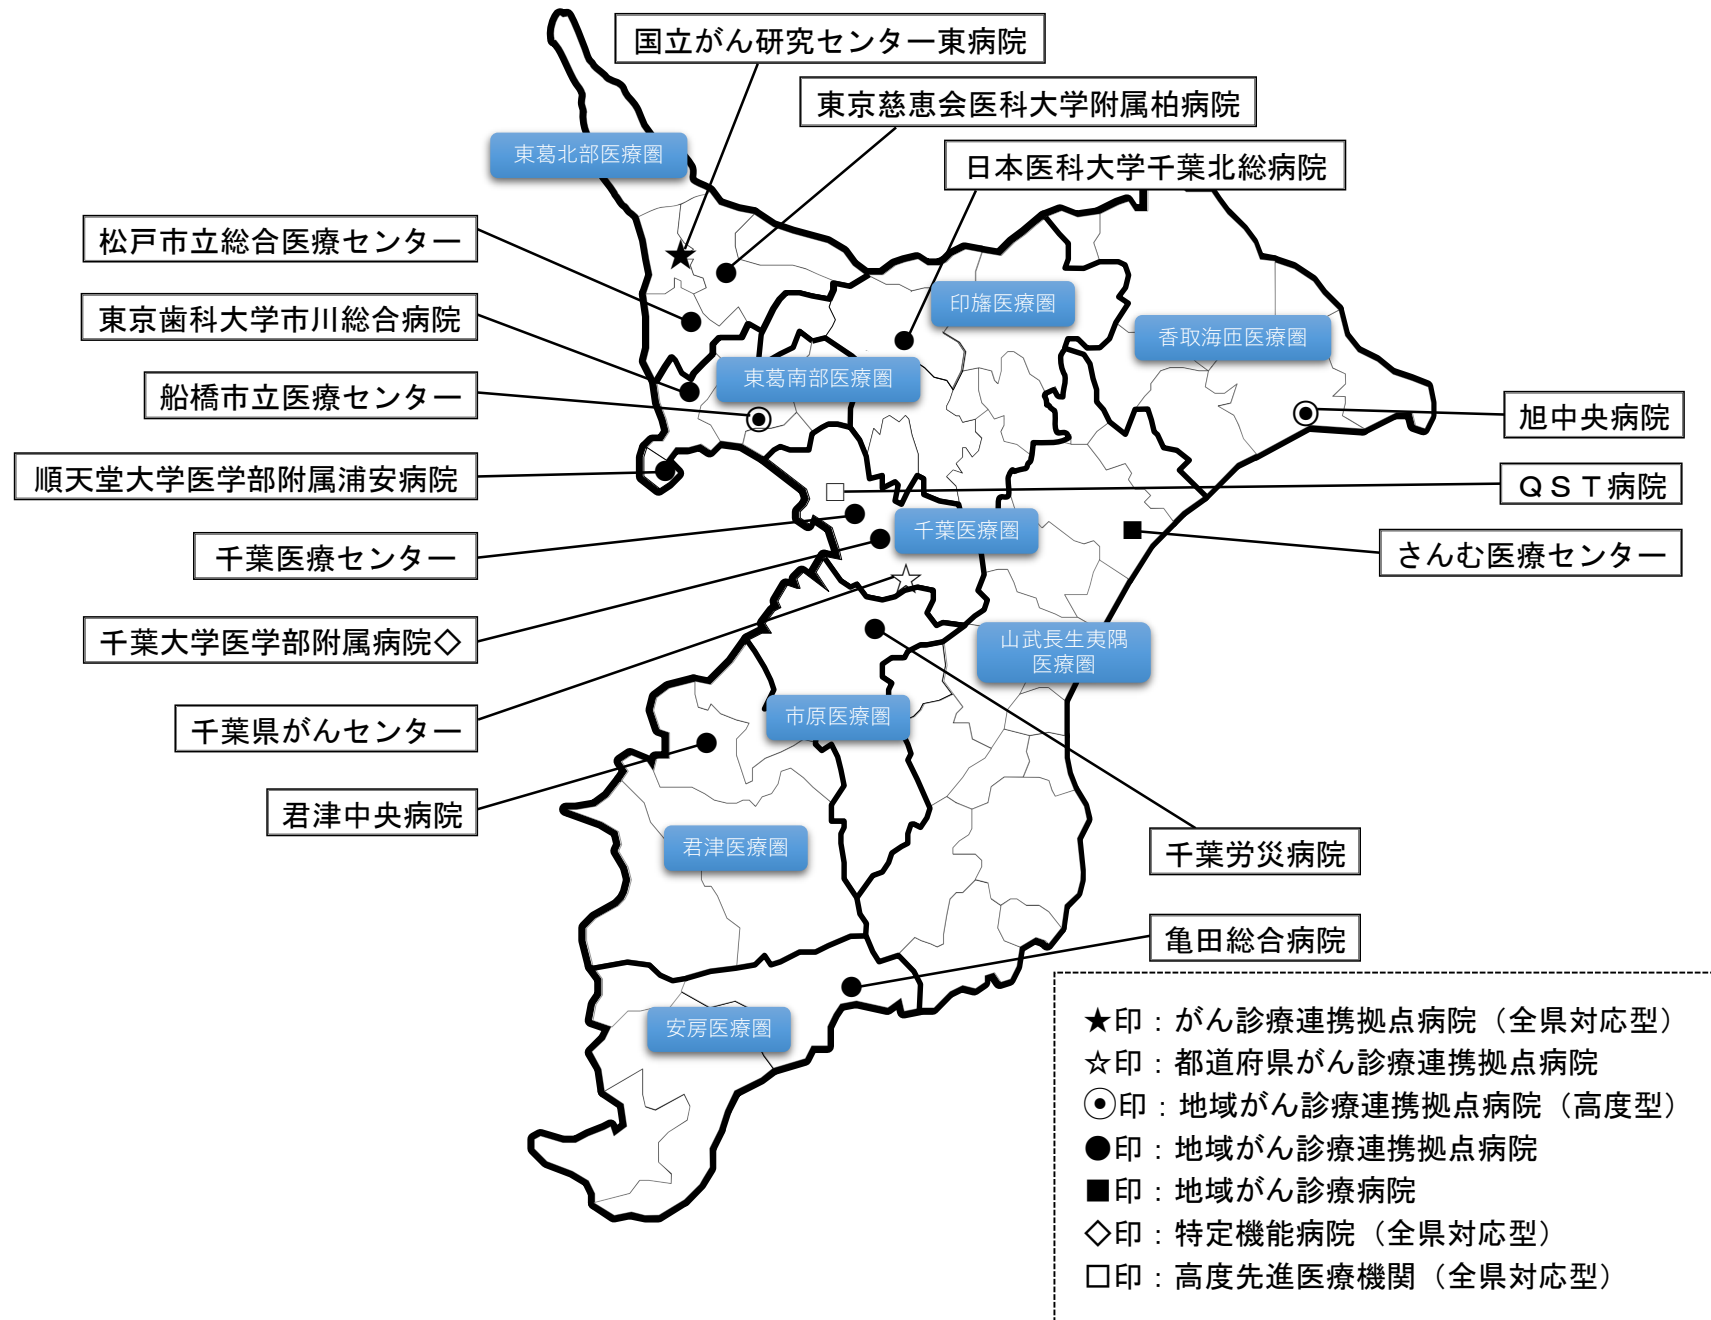 国立がん研究センター東病院
東京慈恵会医科大学附属柏病院
東葛北部医療圏
日本医科大学千葉北総病院
松戸市立総合医療センター
印旛医療圏
東京歯科大学市川総合病院
香取海匝医療圏
東葛南部医療圏
船橋市立医療センター
旭中央病院
順天堂大学医学部附属浦安病院
QST病院
千葉医療圏
千葉医療センター
さんむ医療センター
千葉大学医学部附属病院◇
山武長生夷隅
医療圏
千葉県がんセンター
市原医療圏
君津中央病院
君津医療圏
千葉労災病院
亀田総合病院
安房医療圏
★印：がん診療連携拠点病院（全県対応型）
☆印：都道府県がん診療連携拠点病院
◉印：地域がん診療連携拠点病院（高度型）
●印：地域がん診療連携拠点病院
■印：地域がん診療病院
◇印：特定機能病院（全県対応型）
□印：高度先進医療機関（全県対応型）